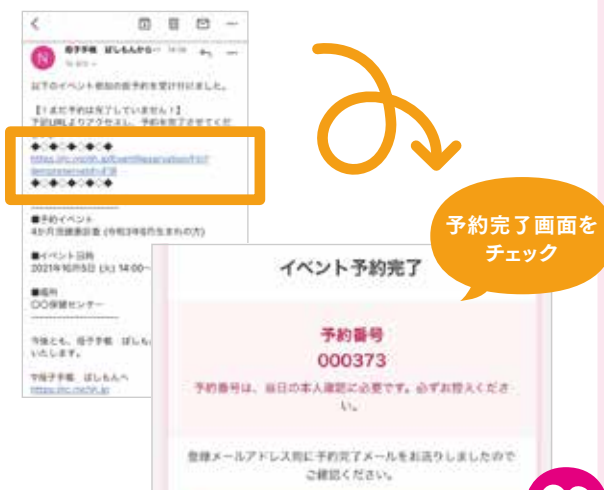 N
母子手帳 ばしもんから…
以下のイベント参加の仮予約を受け付けました。
【!まだ予約は完了していません!】
下記URLよりアクセスし、予約を完了させてくだ
◆◇◆◇◆◇◆◇◆
◆◇◆◇◆◇◆◇◆
■予約イベント
4か月児健康診査 (令和3年6月生まれの方)
■イベント日時
2021年10月5日 (火) 14:00~
■場所
〇〇保健センター
今後とも、母子手帳 ばしも
いたします。
母子手帳 ばしもんへ
予約完了画面を
チェック
イベント予約完了
予約番号
000373
予約番号は、当日の本人確認に必要です。必ずお控えくださ
い。
登録メールアドレス宛に予約完了メールをお送りしましたので
ご確認ください。